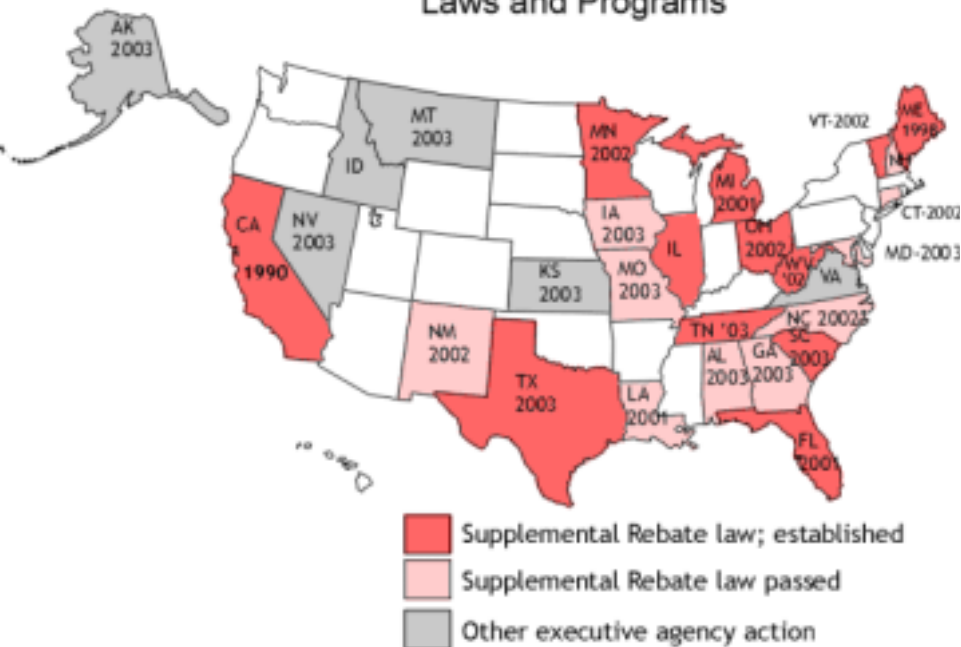 Laws and Programs
AK
2003
MT
2003
ID
MN
2002
VT-2002
ME
1998
NH
MI
2001
CT-2002
CA
1990
NV
2003
IA
2003
IL
OH
2002
MD-2003
WV
'02
VA
KS
2003
MO
2003
NM
2002
TN '03
NC 2002
SC
2003
AL
2003
GA
2003
TX
2003
LA
2001
FL
2001
Supplemental Rebate law; established
Supplemental Rebate law passed
Other executive agency action